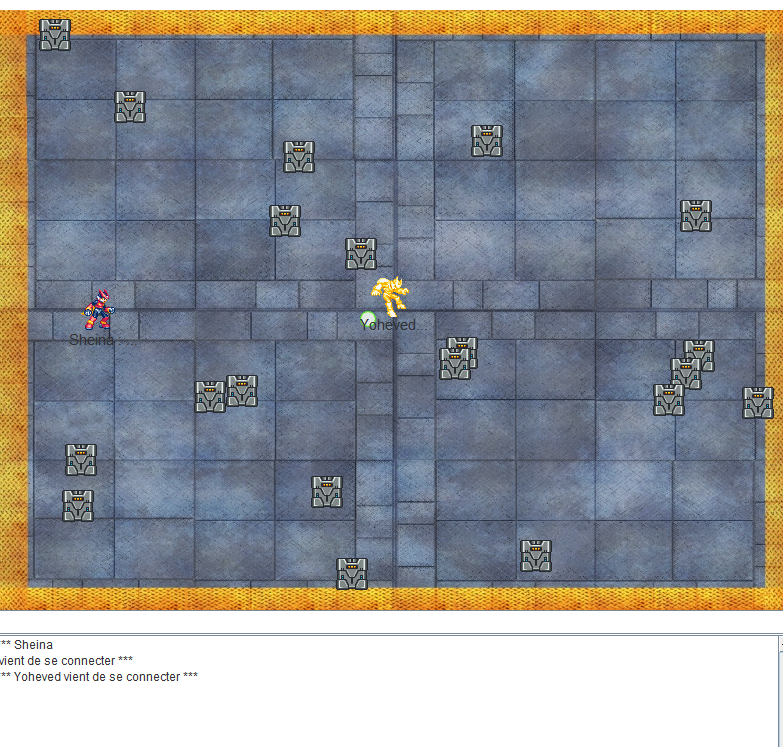 Sheina ....
Yoheved...
*** Sheina
vient de se connecter ***
*** Yoheved vient de se connecter ***